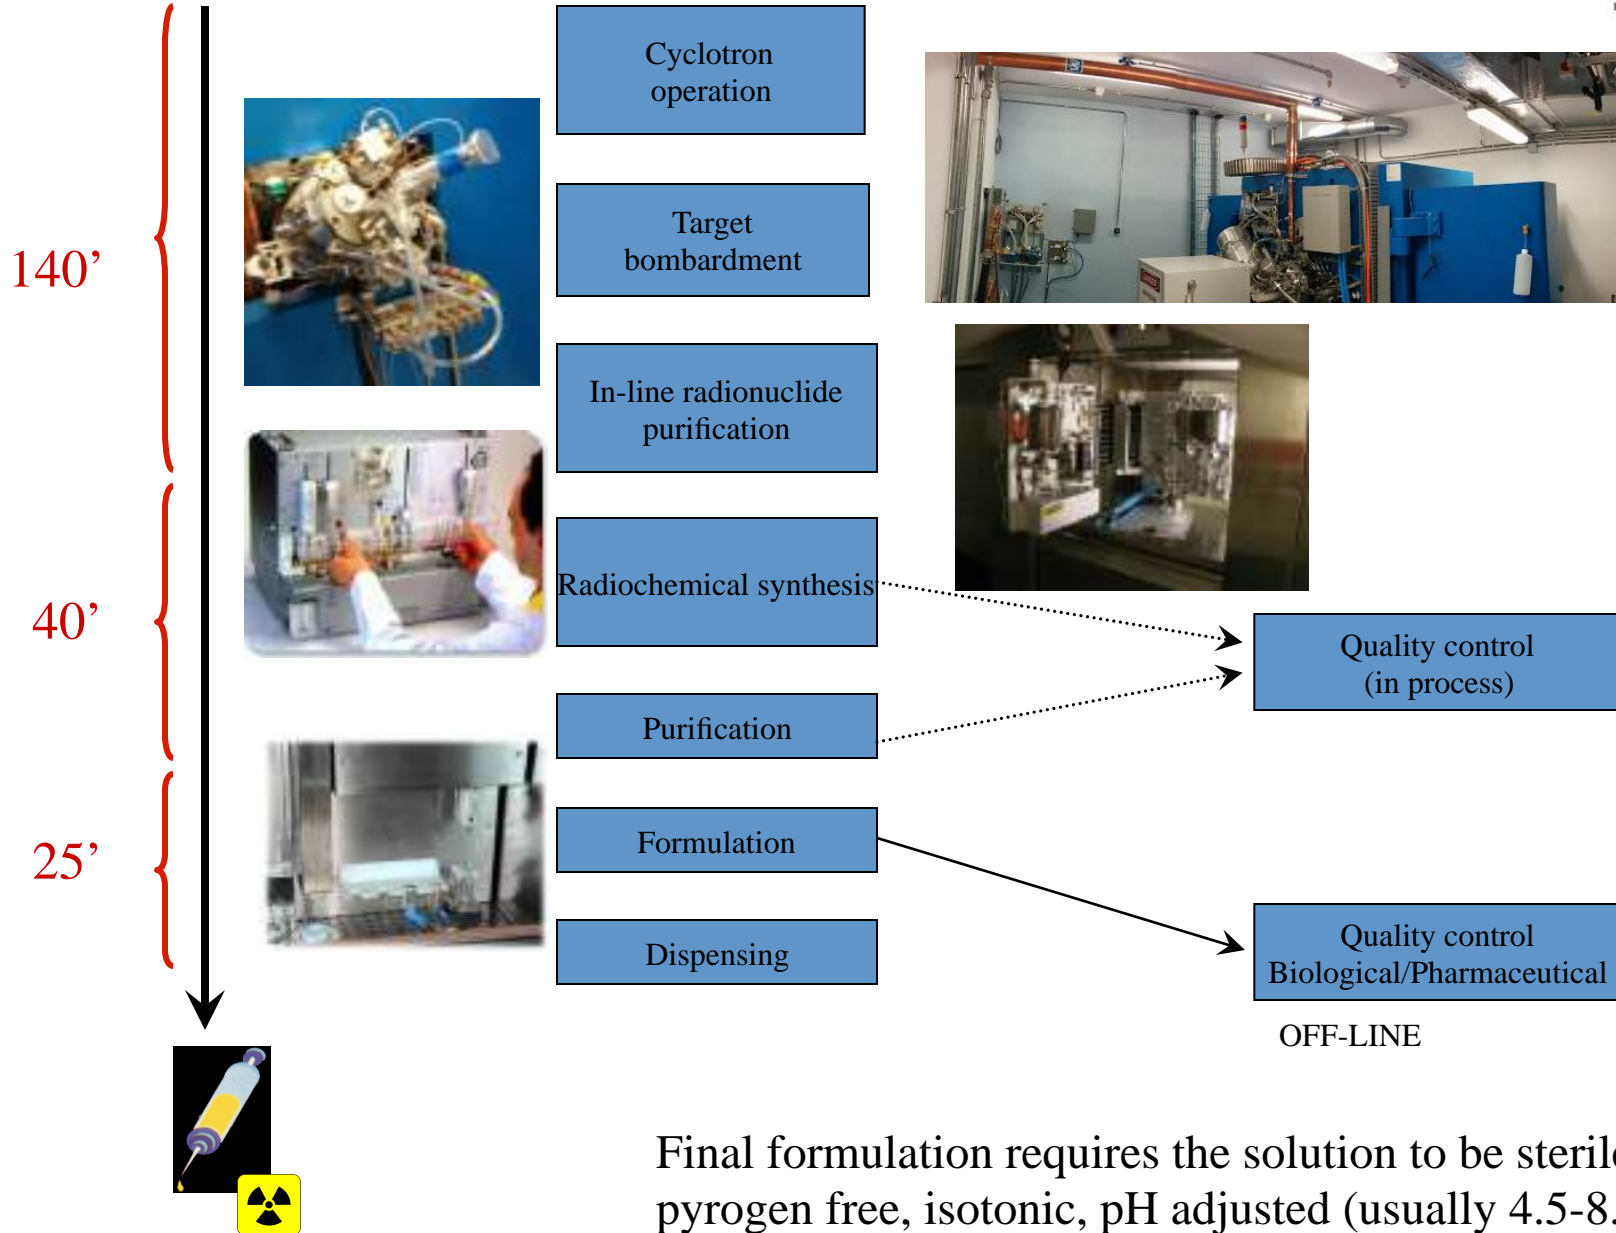 Cyclotron
operation
Target
bombardment
140’
In-line radionuclide
purification
Radiochemical synthesis
40’
Quality control
(in process)
Purification
Formulation
25’
Dispensing
Quality control
Biological/Pharmaceutical
OFF-LINE
Final formulation requires the solution to be sterile
pyrogen free, isotonic, pH adjusted (usually 4.5-8.